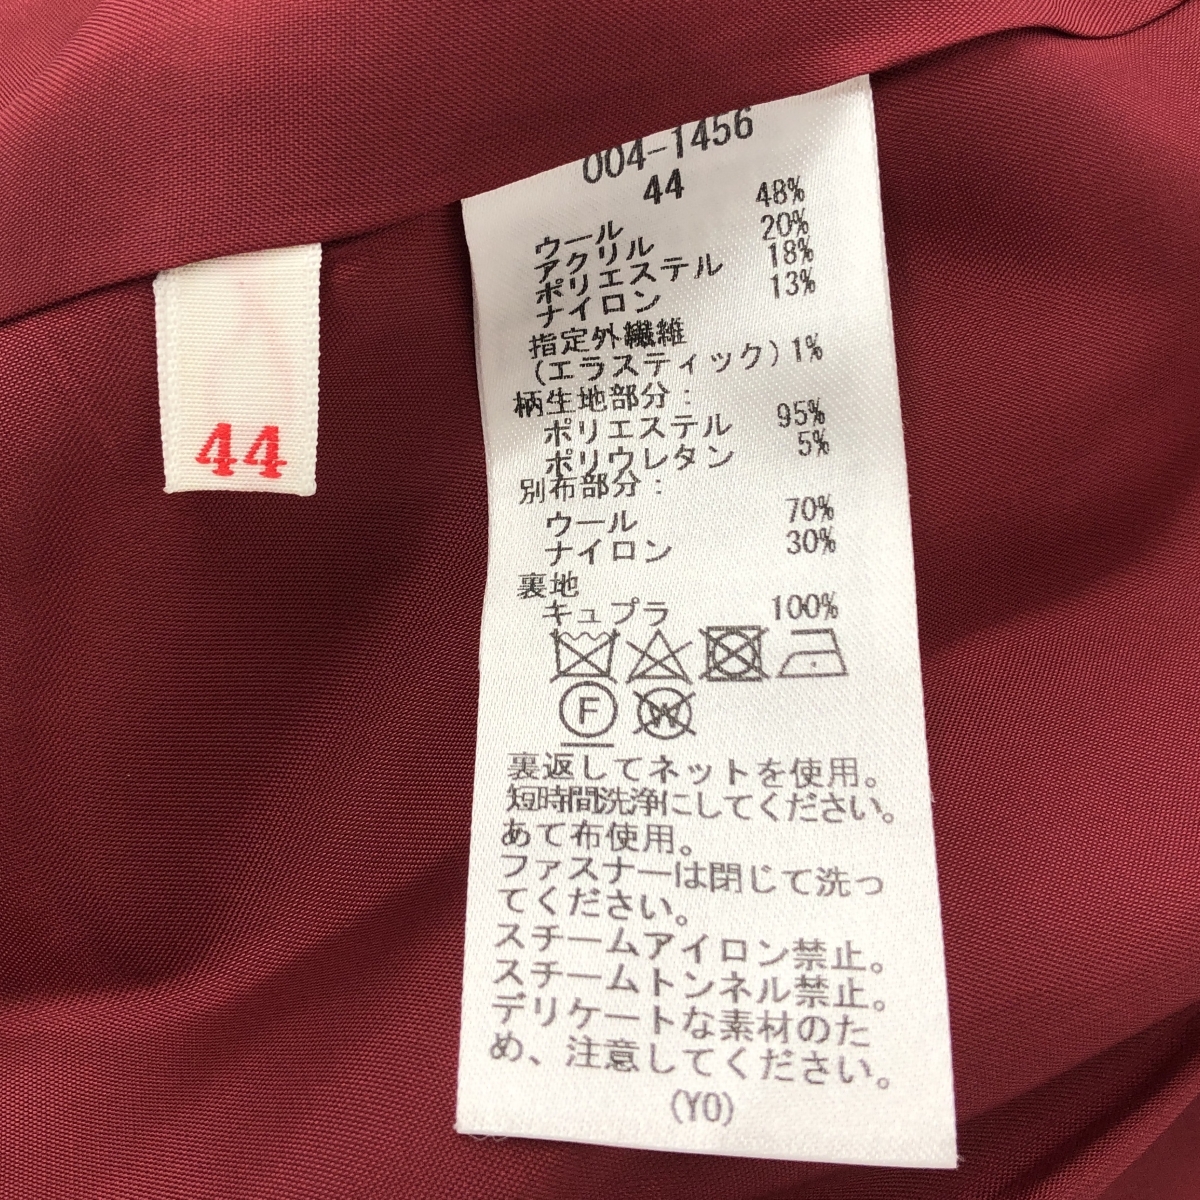 004-1456
44
ウール 48%
アクリル 20%
ポリエステル 18%
ナイロン 13%
指定外繊維
(エラスティック) 1%
柄生地部分:
ポリエステル 95%
ポリウレタン 5%
別布部分:
ウール 70%
ナイロン 30%
裏地
キュプラ 100%
F W
裏返してネットを使用。
短時間洗浄にしてください。
あて布使用。
ファスナーは閉じて洗っ
てください。
スチームアイロン禁止。
スチームトンネル禁止。
デリケートな素材のた
め、注意してください。
(YO)
44